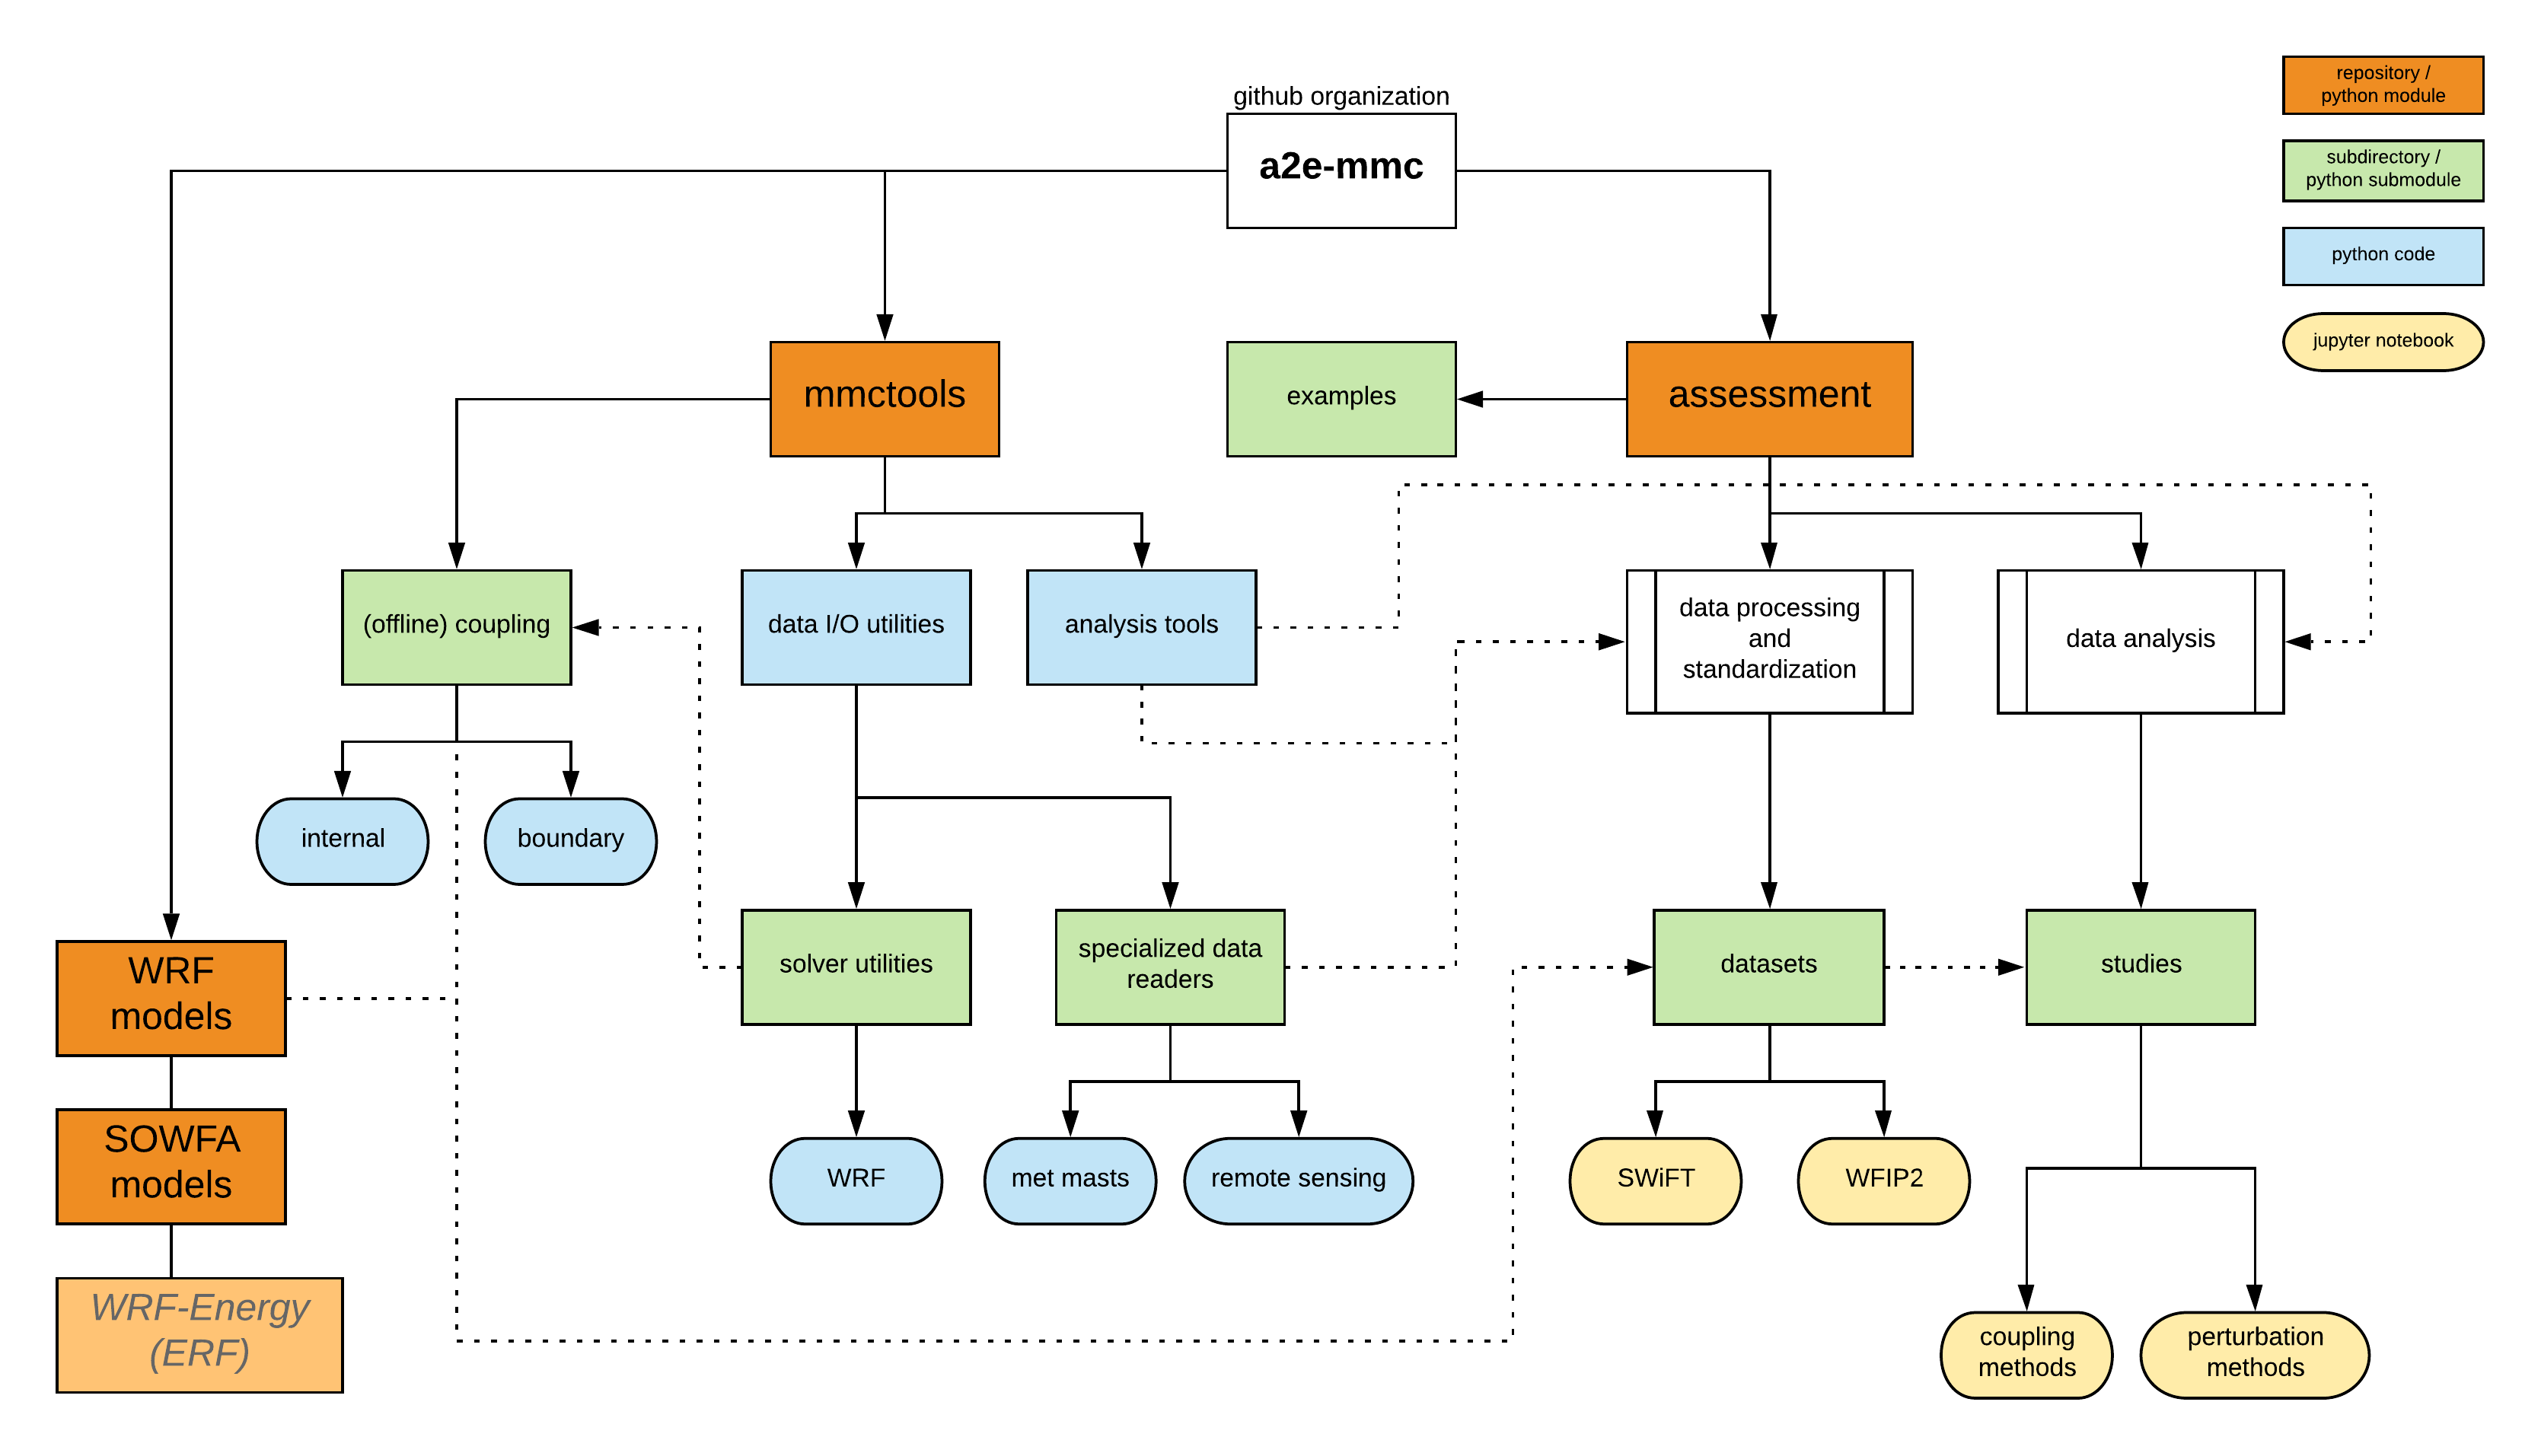 github organization
a2e-mmc
repository /
python module
subdirectory /
python submodule
python code
jupyter notebook
mmctools
examples
assessment
(offline) coupling
data I/O utilities
analysis tools
data processing
and
standardization
data analysis
internal
boundary
WRF
models
solver utilities
specialized data
readers
datasets
studies
SOWFA
models
WRF
met masts
remote sensing
SWiFT
WFIP2
WRF-Energy
(ERF)
coupling
methods
perturbation
methods